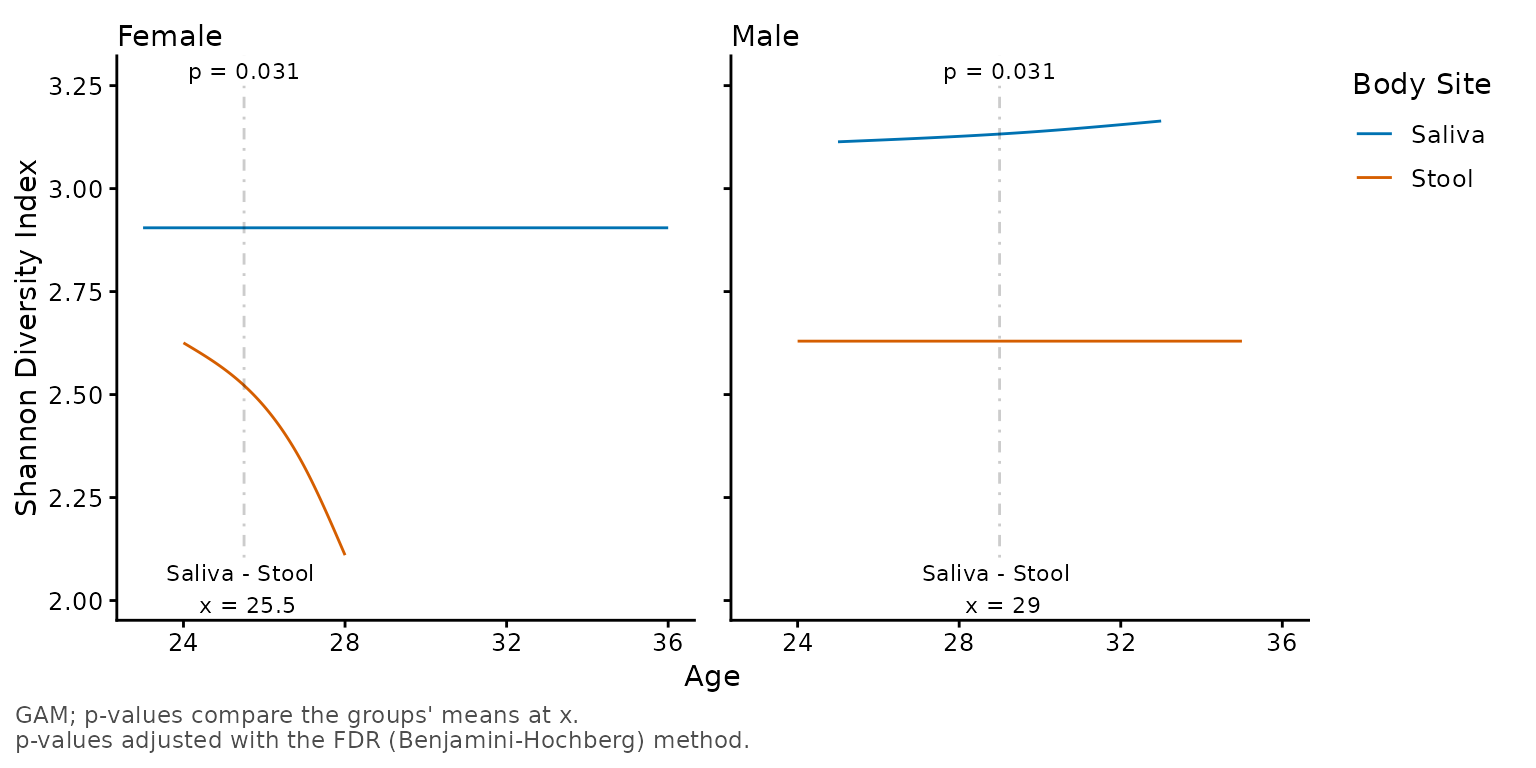 Female
Male
p = 0.031
p = 0.031
Body Site
Saliva
Stool
Shannon Diversity Index
3.25
3.00
2.75
2.50
2.25
2.00
Saliva - Stool
x = 25.5
Saliva - Stool
x = 29
24
28
32
36
24
28
32
36
Age
GAM; p-values compare the groups' means at x.
p-values adjusted with the FDR (Benjamini-Hochberg) method.